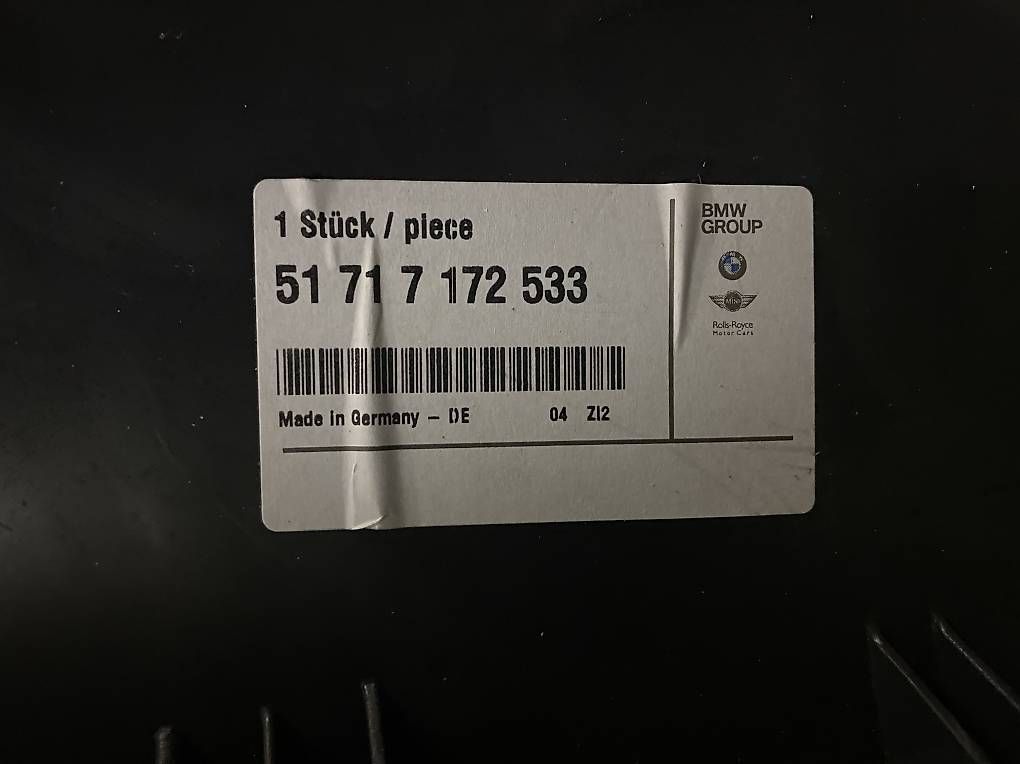 1 Stück / piece
51 71 7 172 533
Made in Germany – DE 04 ZI2
BMW
GROUP
MINI
Rolls-Royce
Motor Cars